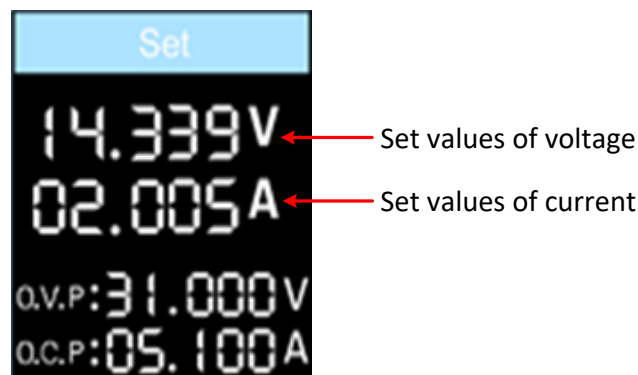 Set
14.339V
Set values of voltage
02.005A
Set values of current
O.V.P:31.000V
O.C.P:05.100A